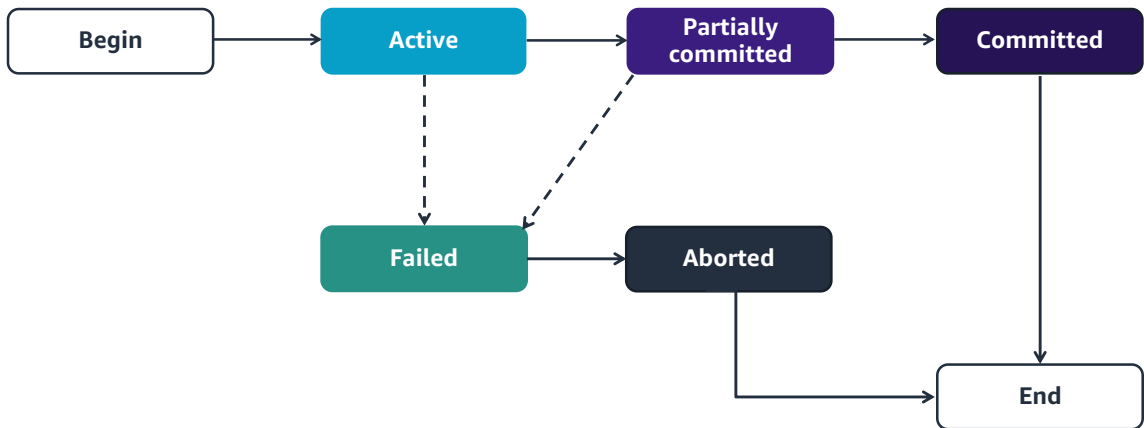 Begin
Active
Partially
committed
Committed
Failed
Aborted
End